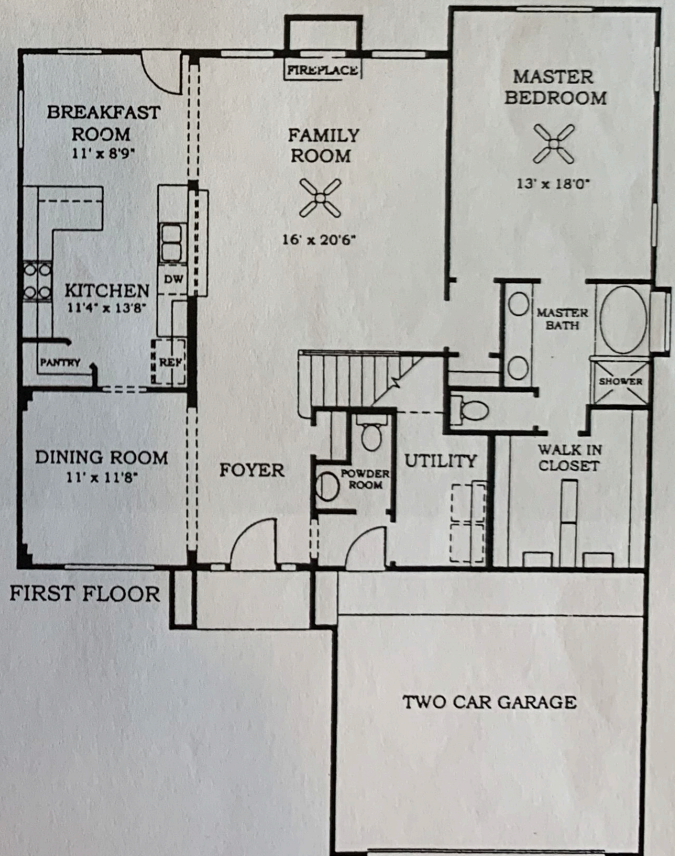 FIREPLACE
MASTER
BEDROOM
13' x 18'0"
BREAKFAST
ROOM
11' x 8'9"
FAMILY
ROOM
16' x 20'6"
DW
KITCHEN
11'4" x 13'8"
MASTER
BATH
PANTRY
REF
SHOWER
DINING ROOM
11' x 11'8"
FOYER
POWDER
ROOM
UTILITY
WALK IN
CLOSET
FIRST FLOOR
TWO CAR GARAGE